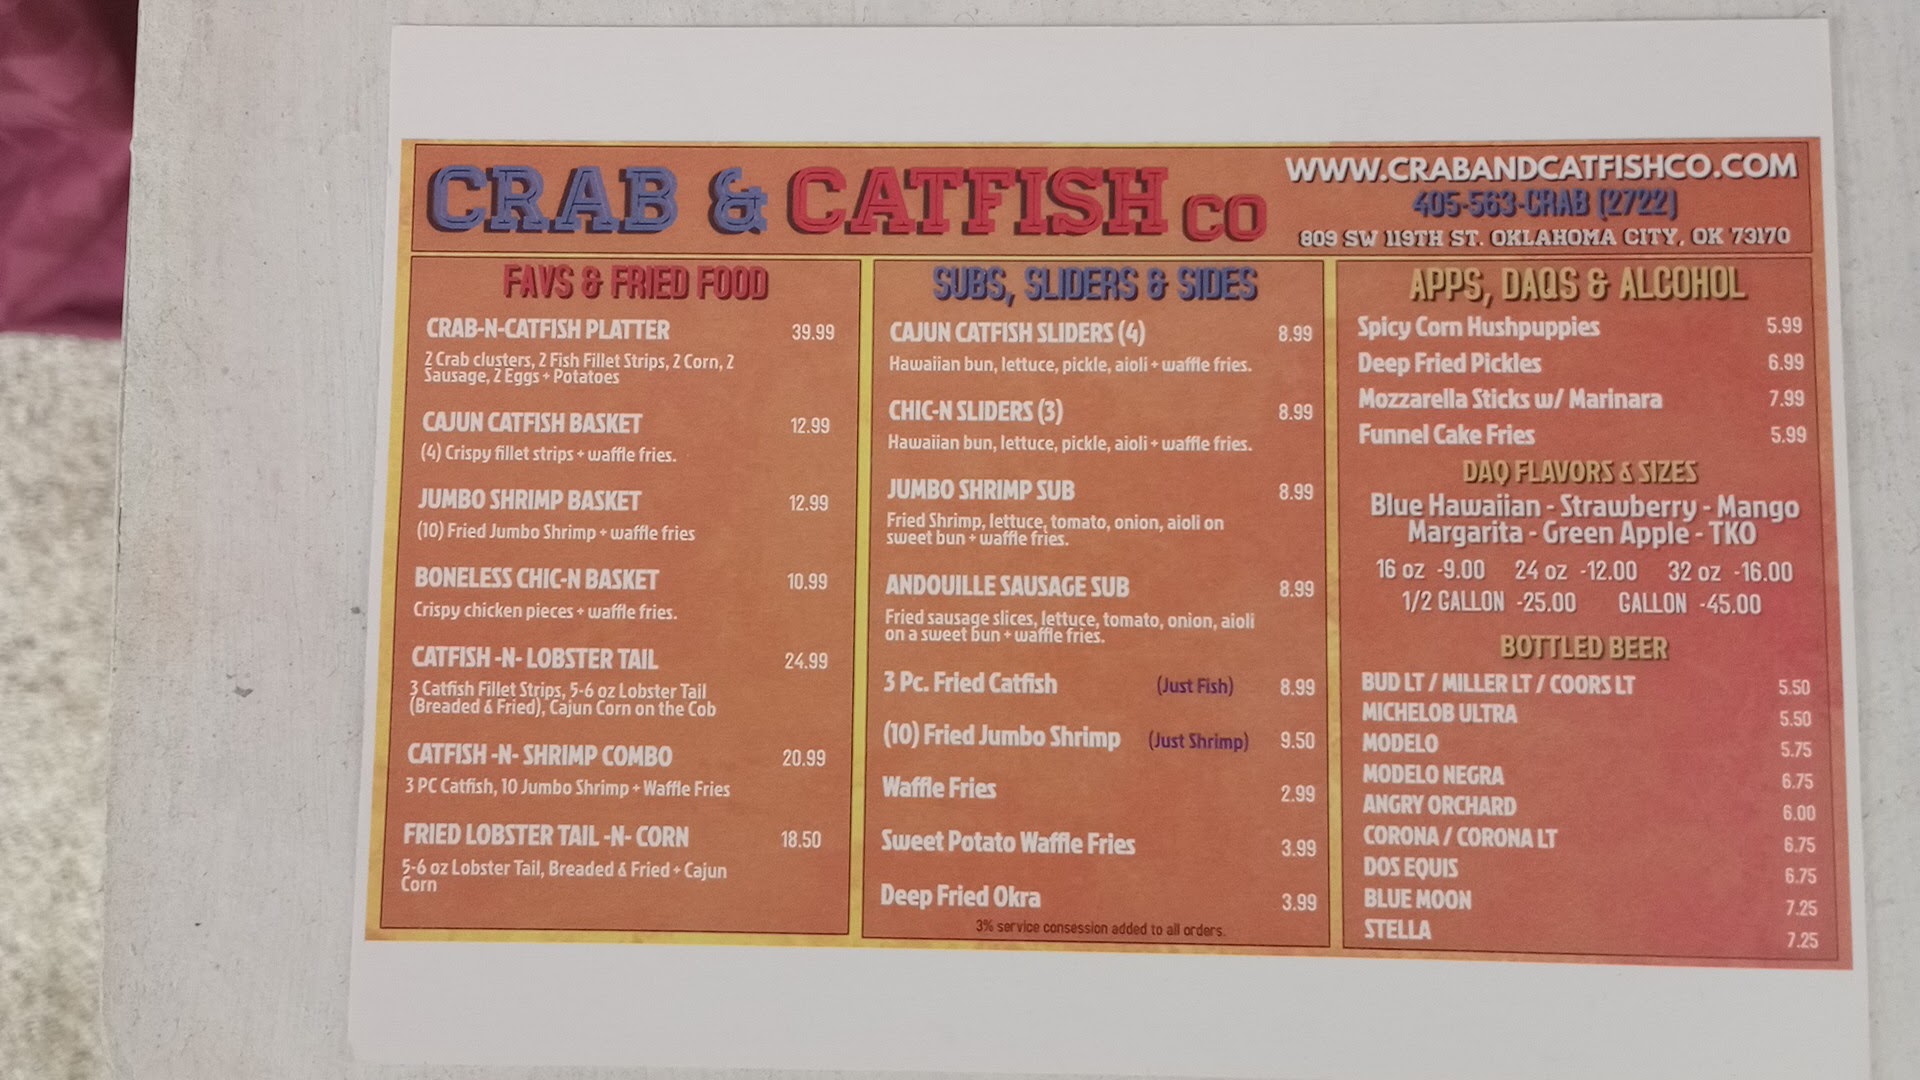 CRAB & CATFISH CO
WWW.CRABANDCATFISHCO.COM
405-563-CRAB (2722)
809 SW 119TH ST. OKLAHOMA CITY, OK 73170
FAVS & FRIED FOOD
CRAB-N-CATFISH PLATTER 39.99
2 Crab clusters, 2 Fish Fillet Strips, 2 Corn, 2
Sausage, 2 Eggs + Potatoes
CAJUN CATFISH BASKET 12.99
(4) Crispy fillet strips + waffle fries.
JUMBO SHRIMP BASKET 12.99
(10) Fried Jumbo Shrimp + waffle fries
BONELESS CHIC-N BASKET 10.99
Crispy chicken pieces + waffle fries.
CATFISH -N- LOBSTER TAIL 24.99
3 Catfish Fillet Strips, 5-6 oz Lobster Tail
(Breaded & Fried), Cajun Corn on the Cob
CATFISH -N- SHRIMP COMBO 20.99
3 PC Catfish, 10 Jumbo Shrimp + Waffle Fries
FRIED LOBSTER TAIL -N- CORN 18.50
5-6 oz Lobster Tail, Breaded & Fried + Cajun
Corn
SUBS, SLIDERS & SIDES
CAJUN CATFISH SLIDERS (4) 8.99
Hawaiian bun, lettuce, pickle, aioli + waffle fries.
CHIC-N SLIDERS (3) 8.99
Hawaiian bun, lettuce, pickle, aioli + waffle fries.
JUMBO SHRIMP SUB 8.99
Fried Shrimp, lettuce, tomato, onion, aioli on
sweet bun + waffle fries.
ANDOUILLE SAUSAGE SUB 8.99
Fried sausage slices, lettuce, tomato, onion, aioli
on a sweet bun + waffle fries.
3 Pc. Fried Catfish (Just Fish) 8.99
(10) Fried Jumbo Shrimp (Just Shrimp) 9.50
Waffle Fries 2.99
Sweet Potato Waffle Fries 3.99
Deep Fried Okra 3.99
3% service consession added to all orders.
APPS, DAQS & ALCOHOL
Spicy Corn Hushpuppies 5.99
Deep Fried Pickles 6.99
Mozzarella Sticks w/ Marinara 7.99
Funnel Cake Fries 5.99
DAQ FLAVORS & SIZES
Blue Hawaiian - Strawberry - Mango
Margarita - Green Apple - TKO
16 oz -9.00 24 oz -12.00 32 oz -16.00
1/2 GALLON -25.00 GALLON -45.00
BOTTLED BEER
BUD LT / MILLER LT / COORS LT 5.50
MICHELOB ULTRA 5.50
MODELO 5.75
MODELO NEGRA 6.75
ANGRY ORCHARD 6.00
CORONA / CORONA LT 6.75
DOS EQUIS 6.75
BLUE MOON 7.25
STELLA 7.25